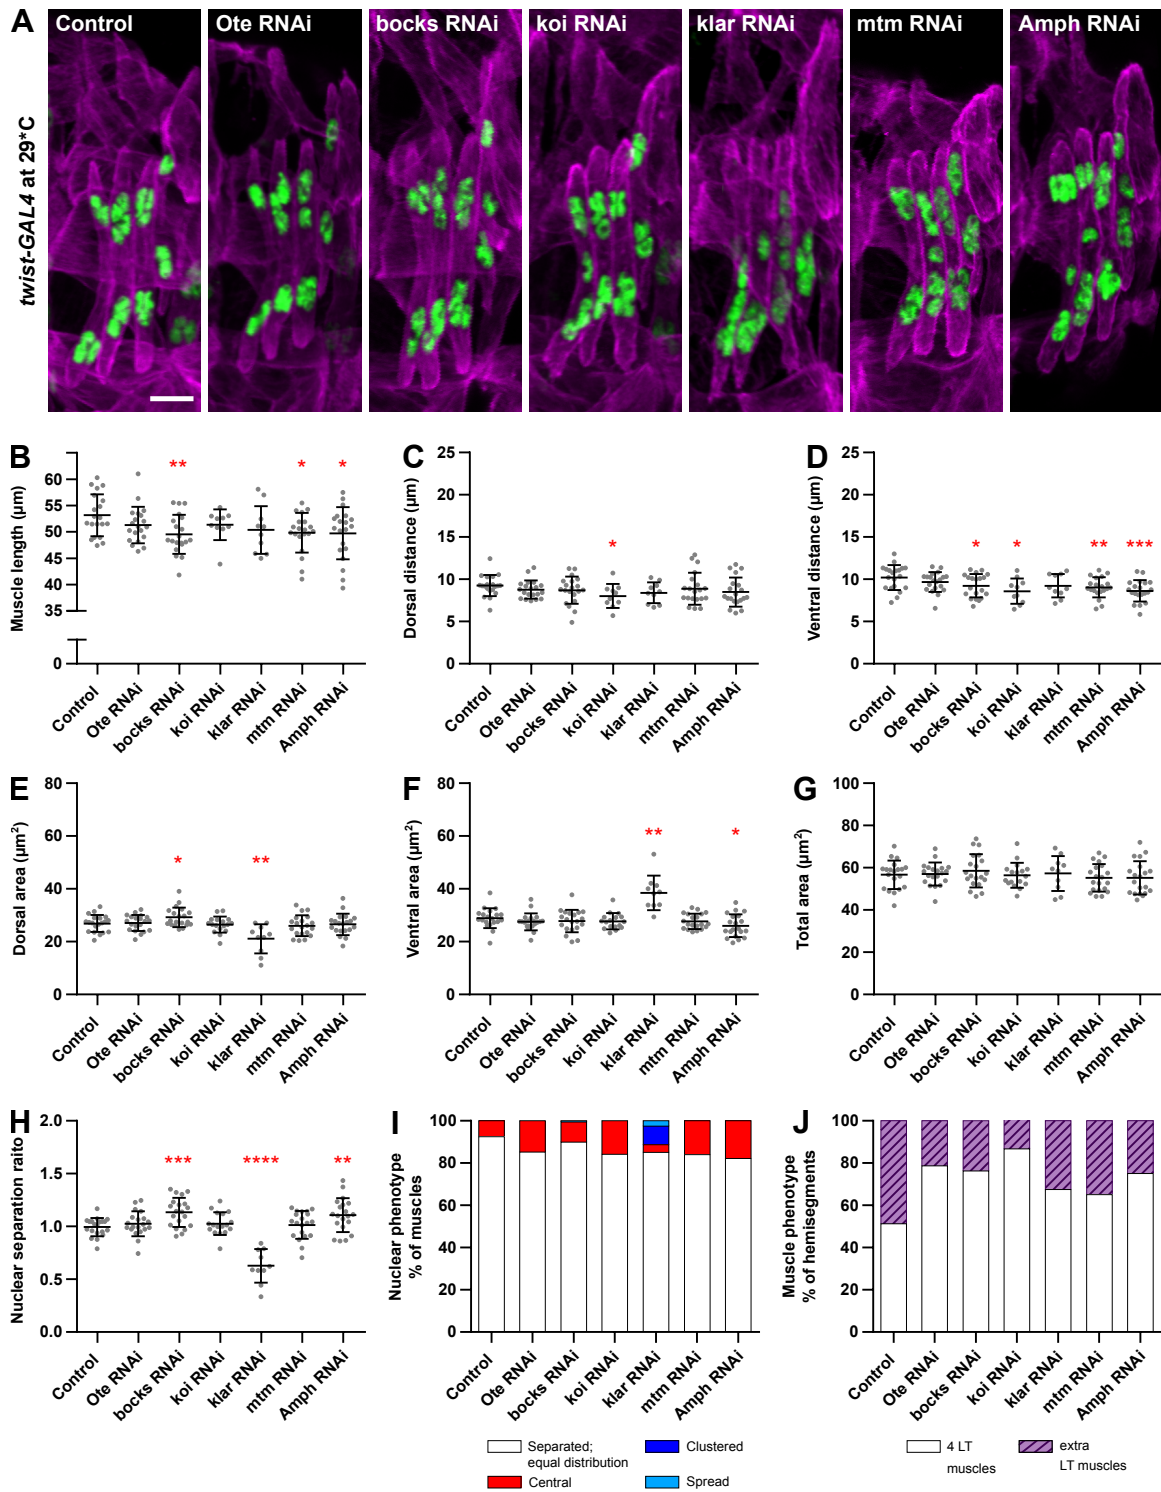 A
Control
Ote RNAi
bocks RNAi
koi RNAi
klar RNAi
mtm RNAi
Amph RNAi
twist-GAL4 at 29*C
B
Muscle length (µm)
60
55
50
45
40
35
0
**
*
*
Control
Ote RNAi
bocks RNAi
koi RNAi
klar RNAi
mtm RNAi
Amph RNAi
C
Dorsal distance (µm)
25
20
15
10
5
0
*
Control
Ote RNAi
bocks RNAi
koi RNAi
klar RNAi
mtm RNAi
Amph RNAi
D
Ventral distance (µm)
25
20
15
10
5
0
*
*
**
***
Control
Ote RNAi
bocks RNAi
koi RNAi
klar RNAi
mtm RNAi
Amph RNAi
E
Dorsal area (µm²)
80
60
40
20
0
*
**
Control
Ote RNAi
bocks RNAi
koi RNAi
klar RNAi
mtm RNAi
Amph RNAi
F
Ventral area (µm²)
80
60
40
20
0
**
*
Control
Ote RNAi
bocks RNAi
koi RNAi
klar RNAi
mtm RNAi
Amph RNAi
G
Total area (µm²)
100
80
60
40
20
0
Control
Ote RNAi
bocks RNAi
koi RNAi
klar RNAi
mtm RNAi
Amph RNAi
H
Nuclear separation raito
2.0
1.5
1.0
0.5
0.0
***
****
**
Control
Ote RNAi
bocks RNAi
koi RNAi
klar RNAi
mtm RNAi
Amph RNAi
I
Nuclear phenotype
% of muscles
100
80
60
40
20
0
Control
Ote RNAi
bocks RNAi
koi RNAi
klar RNAi
mtm RNAi
Amph RNAi
Separated;
equal distribution
Central
Clustered
Spread
J
Muscle phenotype
% of hemisegments
100
80
60
40
20
0
Control
Ote RNAi
bocks RNAi
koi RNAi
klar RNAi
mtm RNAi
Amph RNAi
4 LT
muscles
extra
LT muscles